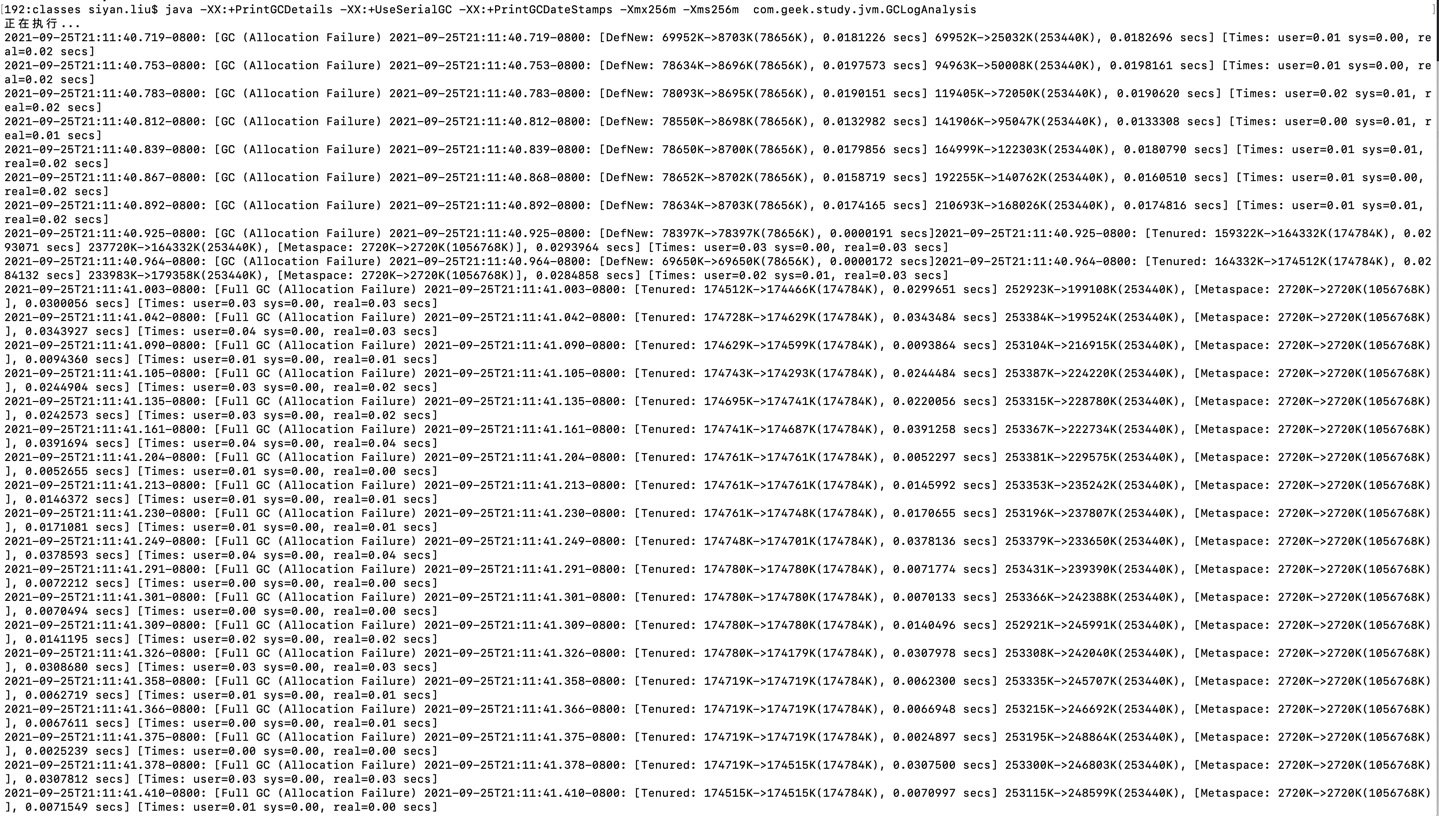 [192:classes siyan.liu$ java -XX:+PrintGCDetails -XX:+UseSerialGC -XX:+PrintGCDateStamps -Xmx256m -Xms256m  com.geek.study.jvm.GCLogAnalysis ]
正在执行...
2021-09-25T21:11:40.719-0800: [GC (Allocation Failure) 2021-09-25T21:11:40.719-0800: [DefNew: 69952K->8703K(78656K), 0.0181226 secs] 69952K->25032K(253440K), 0.0182696 secs] [Times: user=0.01 sys=0.00, re
al=0.02 secs]
2021-09-25T21:11:40.753-0800: [GC (Allocation Failure) 2021-09-25T21:11:40.753-0800: [DefNew: 78634K->8696K(78656K), 0.0197573 secs] 94963K->50008K(253440K), 0.0198161 secs] [Times: user=0.01 sys=0.00, re
al=0.02 secs]
2021-09-25T21:11:40.783-0800: [GC (Allocation Failure) 2021-09-25T21:11:40.783-0800: [DefNew: 78093K->8695K(78656K), 0.0190151 secs] 119405K->72050K(253440K), 0.0190620 secs] [Times: user=0.02 sys=0.01, r
eal=0.02 secs]
2021-09-25T21:11:40.812-0800: [GC (Allocation Failure) 2021-09-25T21:11:40.812-0800: [DefNew: 78550K->8698K(78656K), 0.0132982 secs] 141906K->95047K(253440K), 0.0133308 secs] [Times: user=0.00 sys=0.01, r
eal=0.01 secs]
2021-09-25T21:11:40.839-0800: [GC (Allocation Failure) 2021-09-25T21:11:40.839-0800: [DefNew: 78650K->8700K(78656K), 0.0179856 secs] 164999K->122303K(253440K), 0.0180790 secs] [Times: user=0.01 sys=0.01,
real=0.02 secs]
2021-09-25T21:11:40.867-0800: [GC (Allocation Failure) 2021-09-25T21:11:40.868-0800: [DefNew: 78652K->8702K(78656K), 0.0158719 secs] 192255K->140762K(253440K), 0.0160510 secs] [Times: user=0.01 sys=0.00,
real=0.02 secs]
2021-09-25T21:11:40.892-0800: [GC (Allocation Failure) 2021-09-25T21:11:40.892-0800: [DefNew: 78634K->8703K(78656K), 0.0174165 secs] 210693K->168026K(253440K), 0.0174816 secs] [Times: user=0.01 sys=0.01,
real=0.02 secs]
2021-09-25T21:11:40.925-0800: [GC (Allocation Failure) 2021-09-25T21:11:40.925-0800: [DefNew: 78397K->78397K(78656K), 0.0000191 secs]2021-09-25T21:11:40.925-0800: [Tenured: 159322K->164332K(174784K), 0.02
93071 secs] 237720K->164332K(253440K), [Metaspace: 2720K->2720K(1056768K)], 0.0293964 secs] [Times: user=0.03 sys=0.00, real=0.03 secs]
2021-09-25T21:11:40.964-0800: [GC (Allocation Failure) 2021-09-25T21:11:40.964-0800: [DefNew: 69650K->69650K(78656K), 0.0000172 secs]2021-09-25T21:11:40.964-0800: [Tenured: 164332K->174512K(174784K), 0.02
84132 secs] 233983K->179358K(253440K), [Metaspace: 2720K->2720K(1056768K)], 0.0284858 secs] [Times: user=0.02 sys=0.01, real=0.03 secs]
2021-09-25T21:11:41.003-0800: [Full GC (Allocation Failure) 2021-09-25T21:11:41.003-0800: [Tenured: 174512K->174466K(174784K), 0.0299651 secs] 252923K->199108K(253440K), [Metaspace: 2720K->2720K(1056768K)
], 0.0300056 secs] [Times: user=0.03 sys=0.00, real=0.03 secs]
2021-09-25T21:11:41.042-0800: [Full GC (Allocation Failure) 2021-09-25T21:11:41.042-0800: [Tenured: 174728K->174629K(174784K), 0.0343484 secs] 253384K->199524K(253440K), [Metaspace: 2720K->2720K(1056768K)
], 0.0343927 secs] [Times: user=0.04 sys=0.00, real=0.03 secs]
2021-09-25T21:11:41.090-0800: [Full GC (Allocation Failure) 2021-09-25T21:11:41.090-0800: [Tenured: 174629K->174599K(174784K), 0.0093864 secs] 253104K->216915K(253440K), [Metaspace: 2720K->2720K(1056768K)
], 0.0094360 secs] [Times: user=0.01 sys=0.00, real=0.01 secs]
2021-09-25T21:11:41.105-0800: [Full GC (Allocation Failure) 2021-09-25T21:11:41.105-0800: [Tenured: 174743K->174293K(174784K), 0.0244484 secs] 253387K->224220K(253440K), [Metaspace: 2720K->2720K(1056768K)
], 0.0244904 secs] [Times: user=0.03 sys=0.00, real=0.02 secs]
2021-09-25T21:11:41.135-0800: [Full GC (Allocation Failure) 2021-09-25T21:11:41.135-0800: [Tenured: 174695K->174741K(174784K), 0.0220056 secs] 253315K->228780K(253440K), [Metaspace: 2720K->2720K(1056768K)
], 0.0242573 secs] [Times: user=0.03 sys=0.00, real=0.02 secs]
2021-09-25T21:11:41.161-0800: [Full GC (Allocation Failure) 2021-09-25T21:11:41.161-0800: [Tenured: 174741K->174687K(174784K), 0.0391258 secs] 253367K->222734K(253440K), [Metaspace: 2720K->2720K(1056768K)
], 0.0391694 secs] [Times: user=0.04 sys=0.00, real=0.04 secs]
2021-09-25T21:11:41.204-0800: [Full GC (Allocation Failure) 2021-09-25T21:11:41.204-0800: [Tenured: 174761K->174761K(174784K), 0.0052297 secs] 253381K->229575K(253440K), [Metaspace: 2720K->2720K(1056768K)
], 0.0052655 secs] [Times: user=0.01 sys=0.00, real=0.00 secs]
2021-09-25T21:11:41.213-0800: [Full GC (Allocation Failure) 2021-09-25T21:11:41.213-0800: [Tenured: 174761K->174761K(174784K), 0.0145992 secs] 253353K->235242K(253440K), [Metaspace: 2720K->2720K(1056768K)
], 0.0146372 secs] [Times: user=0.01 sys=0.00, real=0.01 secs]
2021-09-25T21:11:41.230-0800: [Full GC (Allocation Failure) 2021-09-25T21:11:41.230-0800: [Tenured: 174761K->174748K(174784K), 0.0170655 secs] 253196K->237807K(253440K), [Metaspace: 2720K->2720K(1056768K)
], 0.0171081 secs] [Times: user=0.01 sys=0.00, real=0.01 secs]
2021-09-25T21:11:41.249-0800: [Full GC (Allocation Failure) 2021-09-25T21:11:41.249-0800: [Tenured: 174748K->174701K(174784K), 0.0378136 secs] 253379K->233650K(253440K), [Metaspace: 2720K->2720K(1056768K)
], 0.0378593 secs] [Times: user=0.04 sys=0.00, real=0.04 secs]
2021-09-25T21:11:41.291-0800: [Full GC (Allocation Failure) 2021-09-25T21:11:41.291-0800: [Tenured: 174780K->174780K(174784K), 0.0071774 secs] 253431K->239390K(253440K), [Metaspace: 2720K->2720K(1056768K)
], 0.0072212 secs] [Times: user=0.00 sys=0.00, real=0.00 secs]
2021-09-25T21:11:41.301-0800: [Full GC (Allocation Failure) 2021-09-25T21:11:41.301-0800: [Tenured: 174780K->174780K(174784K), 0.0070133 secs] 253366K->242388K(253440K), [Metaspace: 2720K->2720K(1056768K)
], 0.0070494 secs] [Times: user=0.00 sys=0.00, real=0.00 secs]
2021-09-25T21:11:41.309-0800: [Full GC (Allocation Failure) 2021-09-25T21:11:41.309-0800: [Tenured: 174780K->174780K(174784K), 0.0140496 secs] 252921K->245991K(253440K), [Metaspace: 2720K->2720K(1056768K)
], 0.0141195 secs] [Times: user=0.02 sys=0.00, real=0.02 secs]
2021-09-25T21:11:41.326-0800: [Full GC (Allocation Failure) 2021-09-25T21:11:41.326-0800: [Tenured: 174780K->174179K(174784K), 0.0307978 secs] 253308K->242040K(253440K), [Metaspace: 2720K->2720K(1056768K)
], 0.0308680 secs] [Times: user=0.03 sys=0.00, real=0.03 secs]
2021-09-25T21:11:41.358-0800: [Full GC (Allocation Failure) 2021-09-25T21:11:41.358-0800: [Tenured: 174719K->174719K(174784K), 0.0062300 secs] 253335K->245707K(253440K), [Metaspace: 2720K->2720K(1056768K)
], 0.0062719 secs] [Times: user=0.01 sys=0.00, real=0.01 secs]
2021-09-25T21:11:41.366-0800: [Full GC (Allocation Failure) 2021-09-25T21:11:41.366-0800: [Tenured: 174719K->174719K(174784K), 0.0066948 secs] 253215K->246692K(253440K), [Metaspace: 2720K->2720K(1056768K)
], 0.0067611 secs] [Times: user=0.00 sys=0.00, real=0.01 secs]
2021-09-25T21:11:41.375-0800: [Full GC (Allocation Failure) 2021-09-25T21:11:41.375-0800: [Tenured: 174719K->174719K(174784K), 0.0024897 secs] 253195K->248864K(253440K), [Metaspace: 2720K->2720K(1056768K)
], 0.0025239 secs] [Times: user=0.00 sys=0.00, real=0.00 secs]
2021-09-25T21:11:41.378-0800: [Full GC (Allocation Failure) 2021-09-25T21:11:41.378-0800: [Tenured: 174719K->174515K(174784K), 0.0307500 secs] 253300K->246803K(253440K), [Metaspace: 2720K->2720K(1056768K)
], 0.0307812 secs] [Times: user=0.03 sys=0.00, real=0.03 secs]
2021-09-25T21:11:41.410-0800: [Full GC (Allocation Failure) 2021-09-25T21:11:41.410-0800: [Tenured: 174515K->174515K(174784K), 0.0070997 secs] 253115K->248599K(253440K), [Metaspace: 2720K->2720K(1056768K)
], 0.0071549 secs] [Times: user=0.01 sys=0.00, real=0.00 secs]